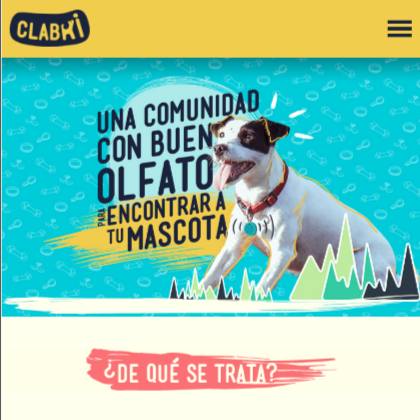 CLABKI
UNA COMUNIDAD
CON BUEN
OLFATO
PARA ENCONTRAR A
TU MASCOTA
¿DE QUÉ SE TRATA?